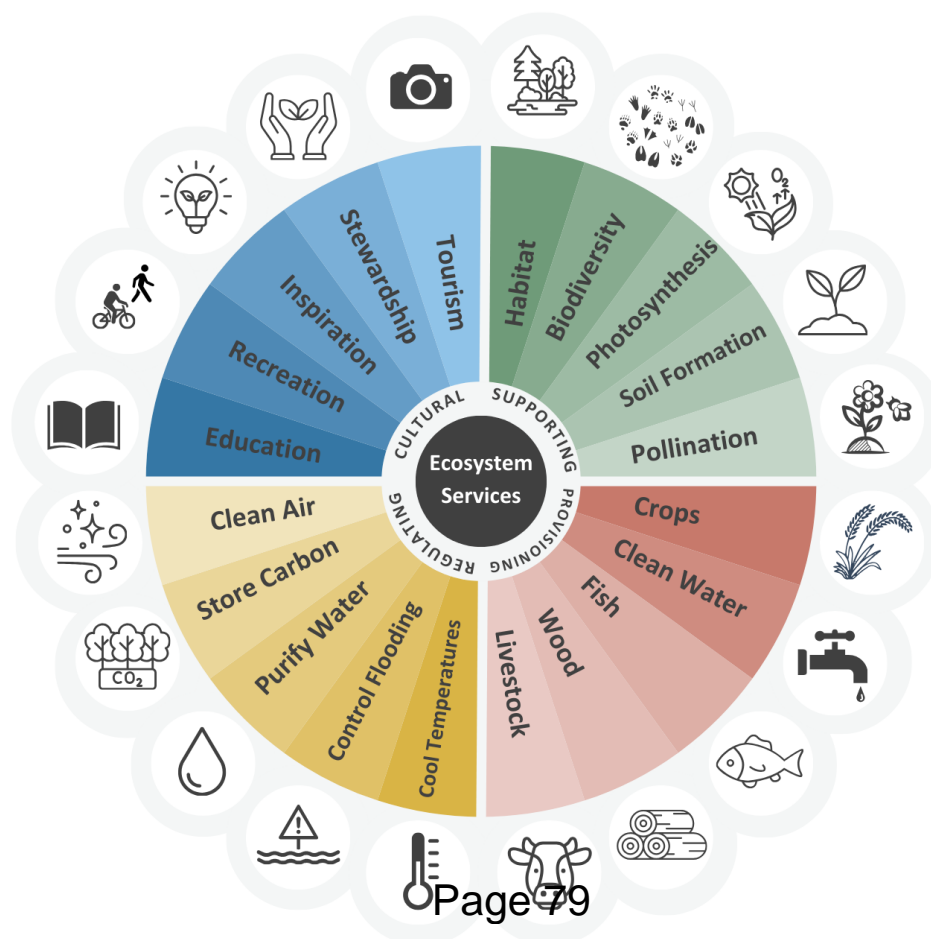 Ecosystem
Services
CULTURAL
SUPPORTING
PROVISIONING
REGULATING
Habitat
Biodiversity
Photosynthesis
Soil Formation
Pollination
Crops
Clean Water
Fish
Wood
Livestock
Cool Temperatures
Control Flooding
Purify Water
Store Carbon
Clean Air
Education
Recreation
Inspiration
Stewardship
Tourism
O2
CO2
Page 79